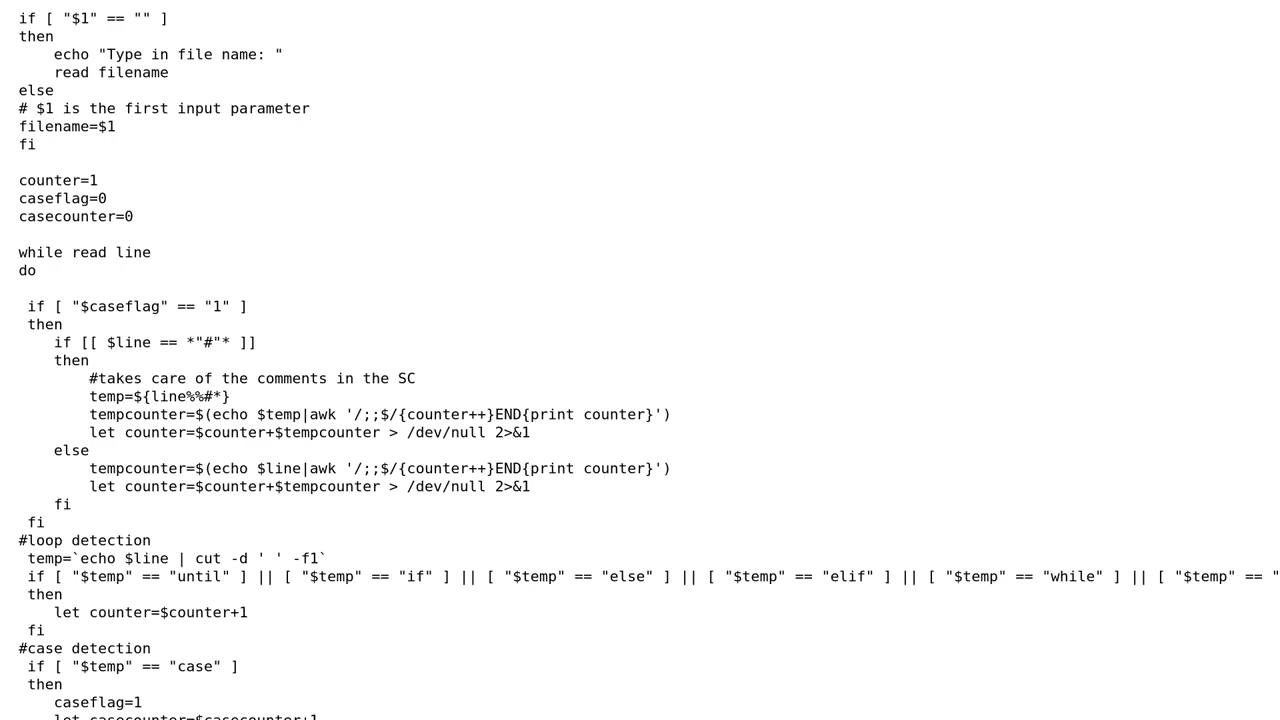 if [ "$1" == "" ]
then
    echo "Type in file name: "
    read filename
else
# $1 is the first input parameter
filename=$1
fi

counter=1
caseflag=0
casecounter=0

while read line
do

 if [ "$caseflag" == "1" ]
 then
    if [[ $line == *"#"* ]]
    then
        #takes care of the comments in the SC
        temp=${line%%#*}
        tempcounter=$(echo $temp|awk '/;;$/{counter++}END{print counter}')
        let counter=$counter+$tempcounter > /dev/null 2>&1
    else
        tempcounter=$(echo $line|awk '/;;$/{counter++}END{print counter}')
        let counter=$counter+$tempcounter > /dev/null 2>&1
    fi
 fi
#loop detection
 temp=`echo $line | cut -d ' ' -f1`
 if [ "$temp" == "until" ] || [ "$temp" == "if" ] || [ "$temp" == "else" ] || [ "$temp" == "elif" ] || [ "$temp" == "while" ] || [ "$temp" == "
 then
    let counter=$counter+1
 fi
#case detection
 if [ "$temp" == "case" ]
 then
    caseflag=1
    let casecounter=$casecounter+1